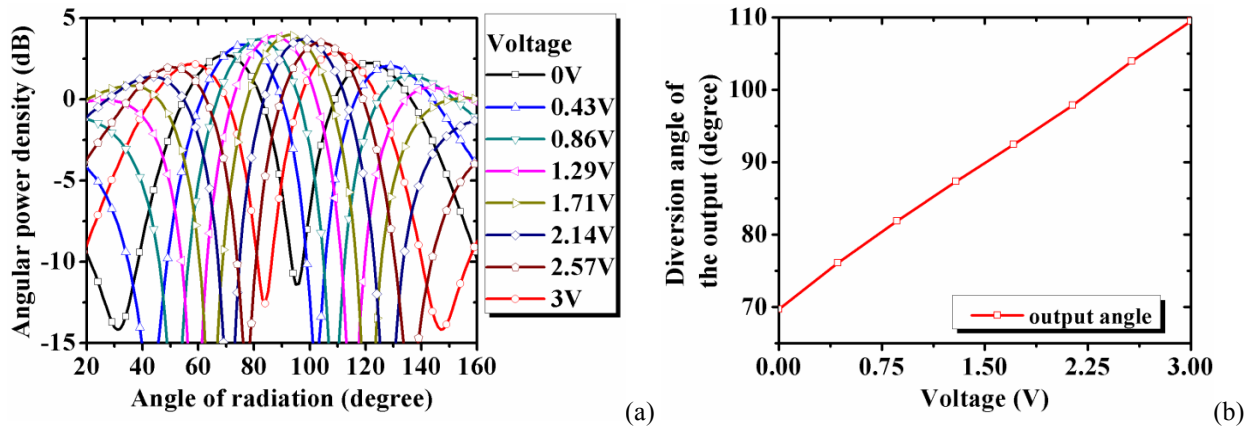 5
0
-5
-10
-15
20 40 60 80 100 120 140 160
Angular power density (dB)
Angle of radiation (degree)
Voltage
0V
0.43V
0.86V
1.29V
1.71V
2.14V
2.57V
3V
(a)
110
100
90
80
70
0.00 0.75 1.50 2.25 3.00
Diversion angle of
the output (degree)
Voltage (V)
output angle
(b)